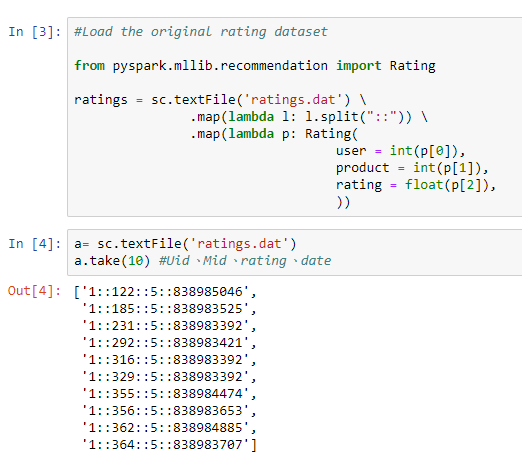 In [3]: #Load the original rating dataset
from pyspark.mllib.recommendation import Rating
ratings = sc.textFile('ratings.dat') \
.map(lambda l: l.split("::")) \
.map(lambda p: Rating(
user = int(p[0]),
product = int(p[1]),
rating = float(p[2]),
))
In [4]: a= sc.textFile('ratings.dat')
a.take(10) #Uid、Mid、rating、date
Out[4]: ['1::122::5::838985046',
'1::185::5::838983525',
'1::231::5::838983392',
'1::292::5::838983421',
'1::316::5::838983392',
'1::329::5::838983392',
'1::355::5::838984474',
'1::356::5::838983653',
'1::362::5::838984885',
'1::364::5::838983707']